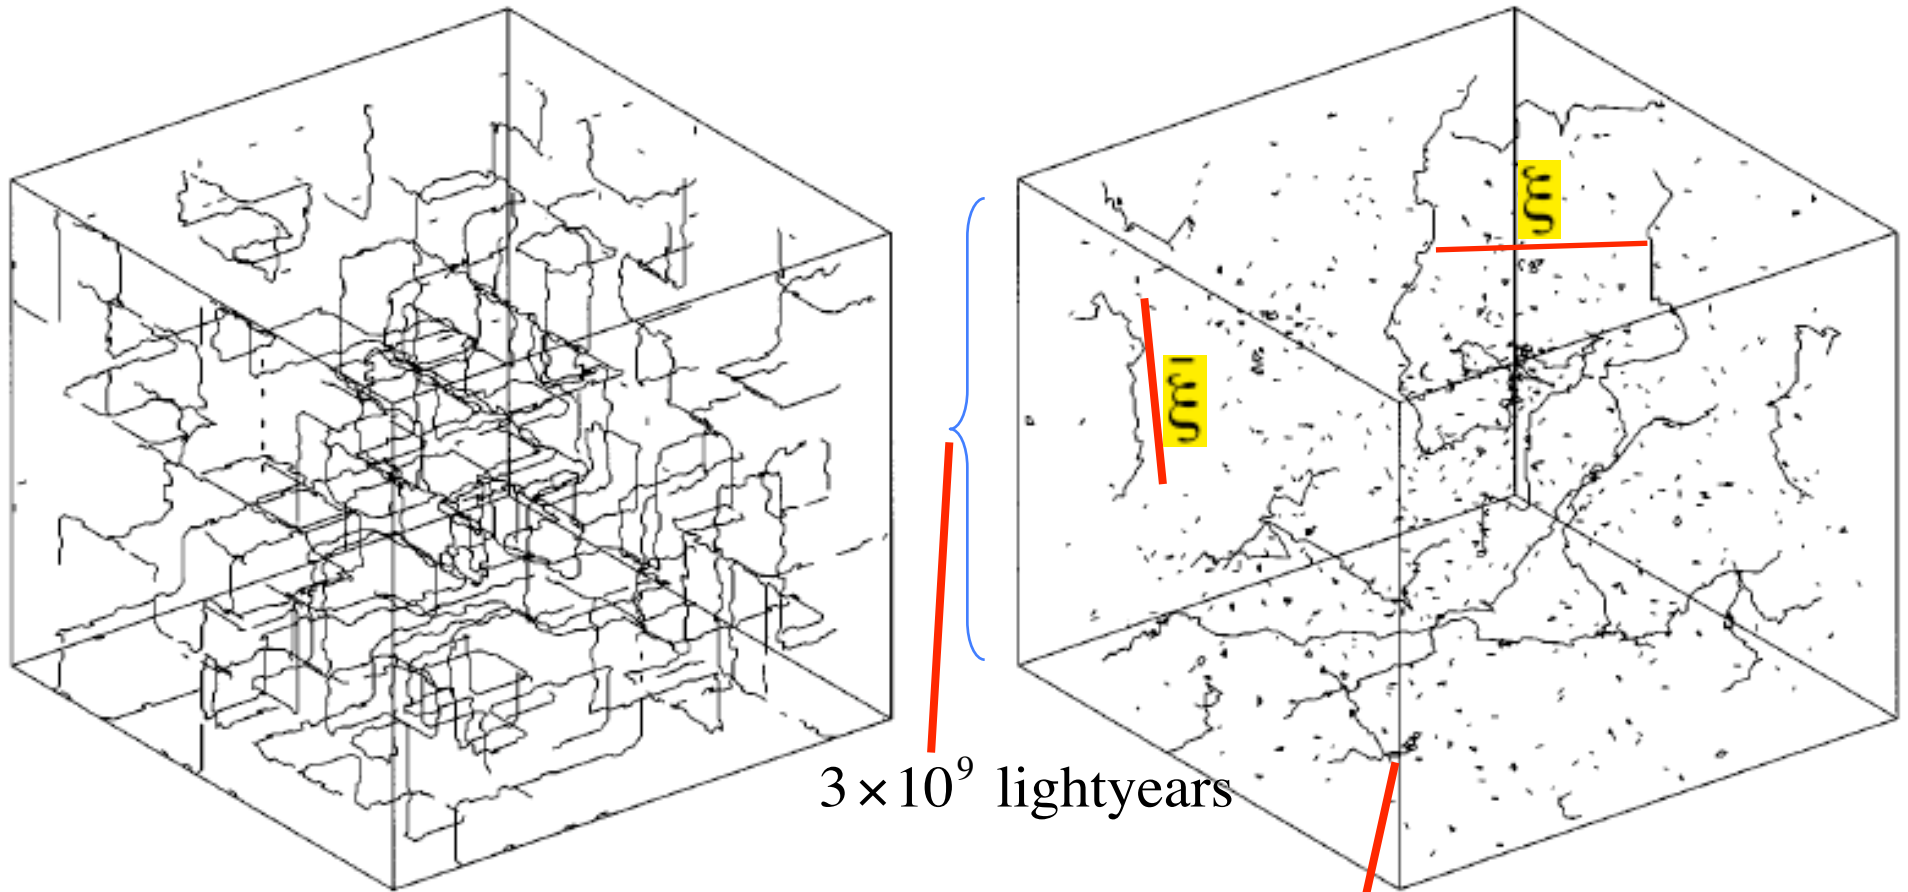 ξ
ξ̄
3 × 10⁹ lightyears